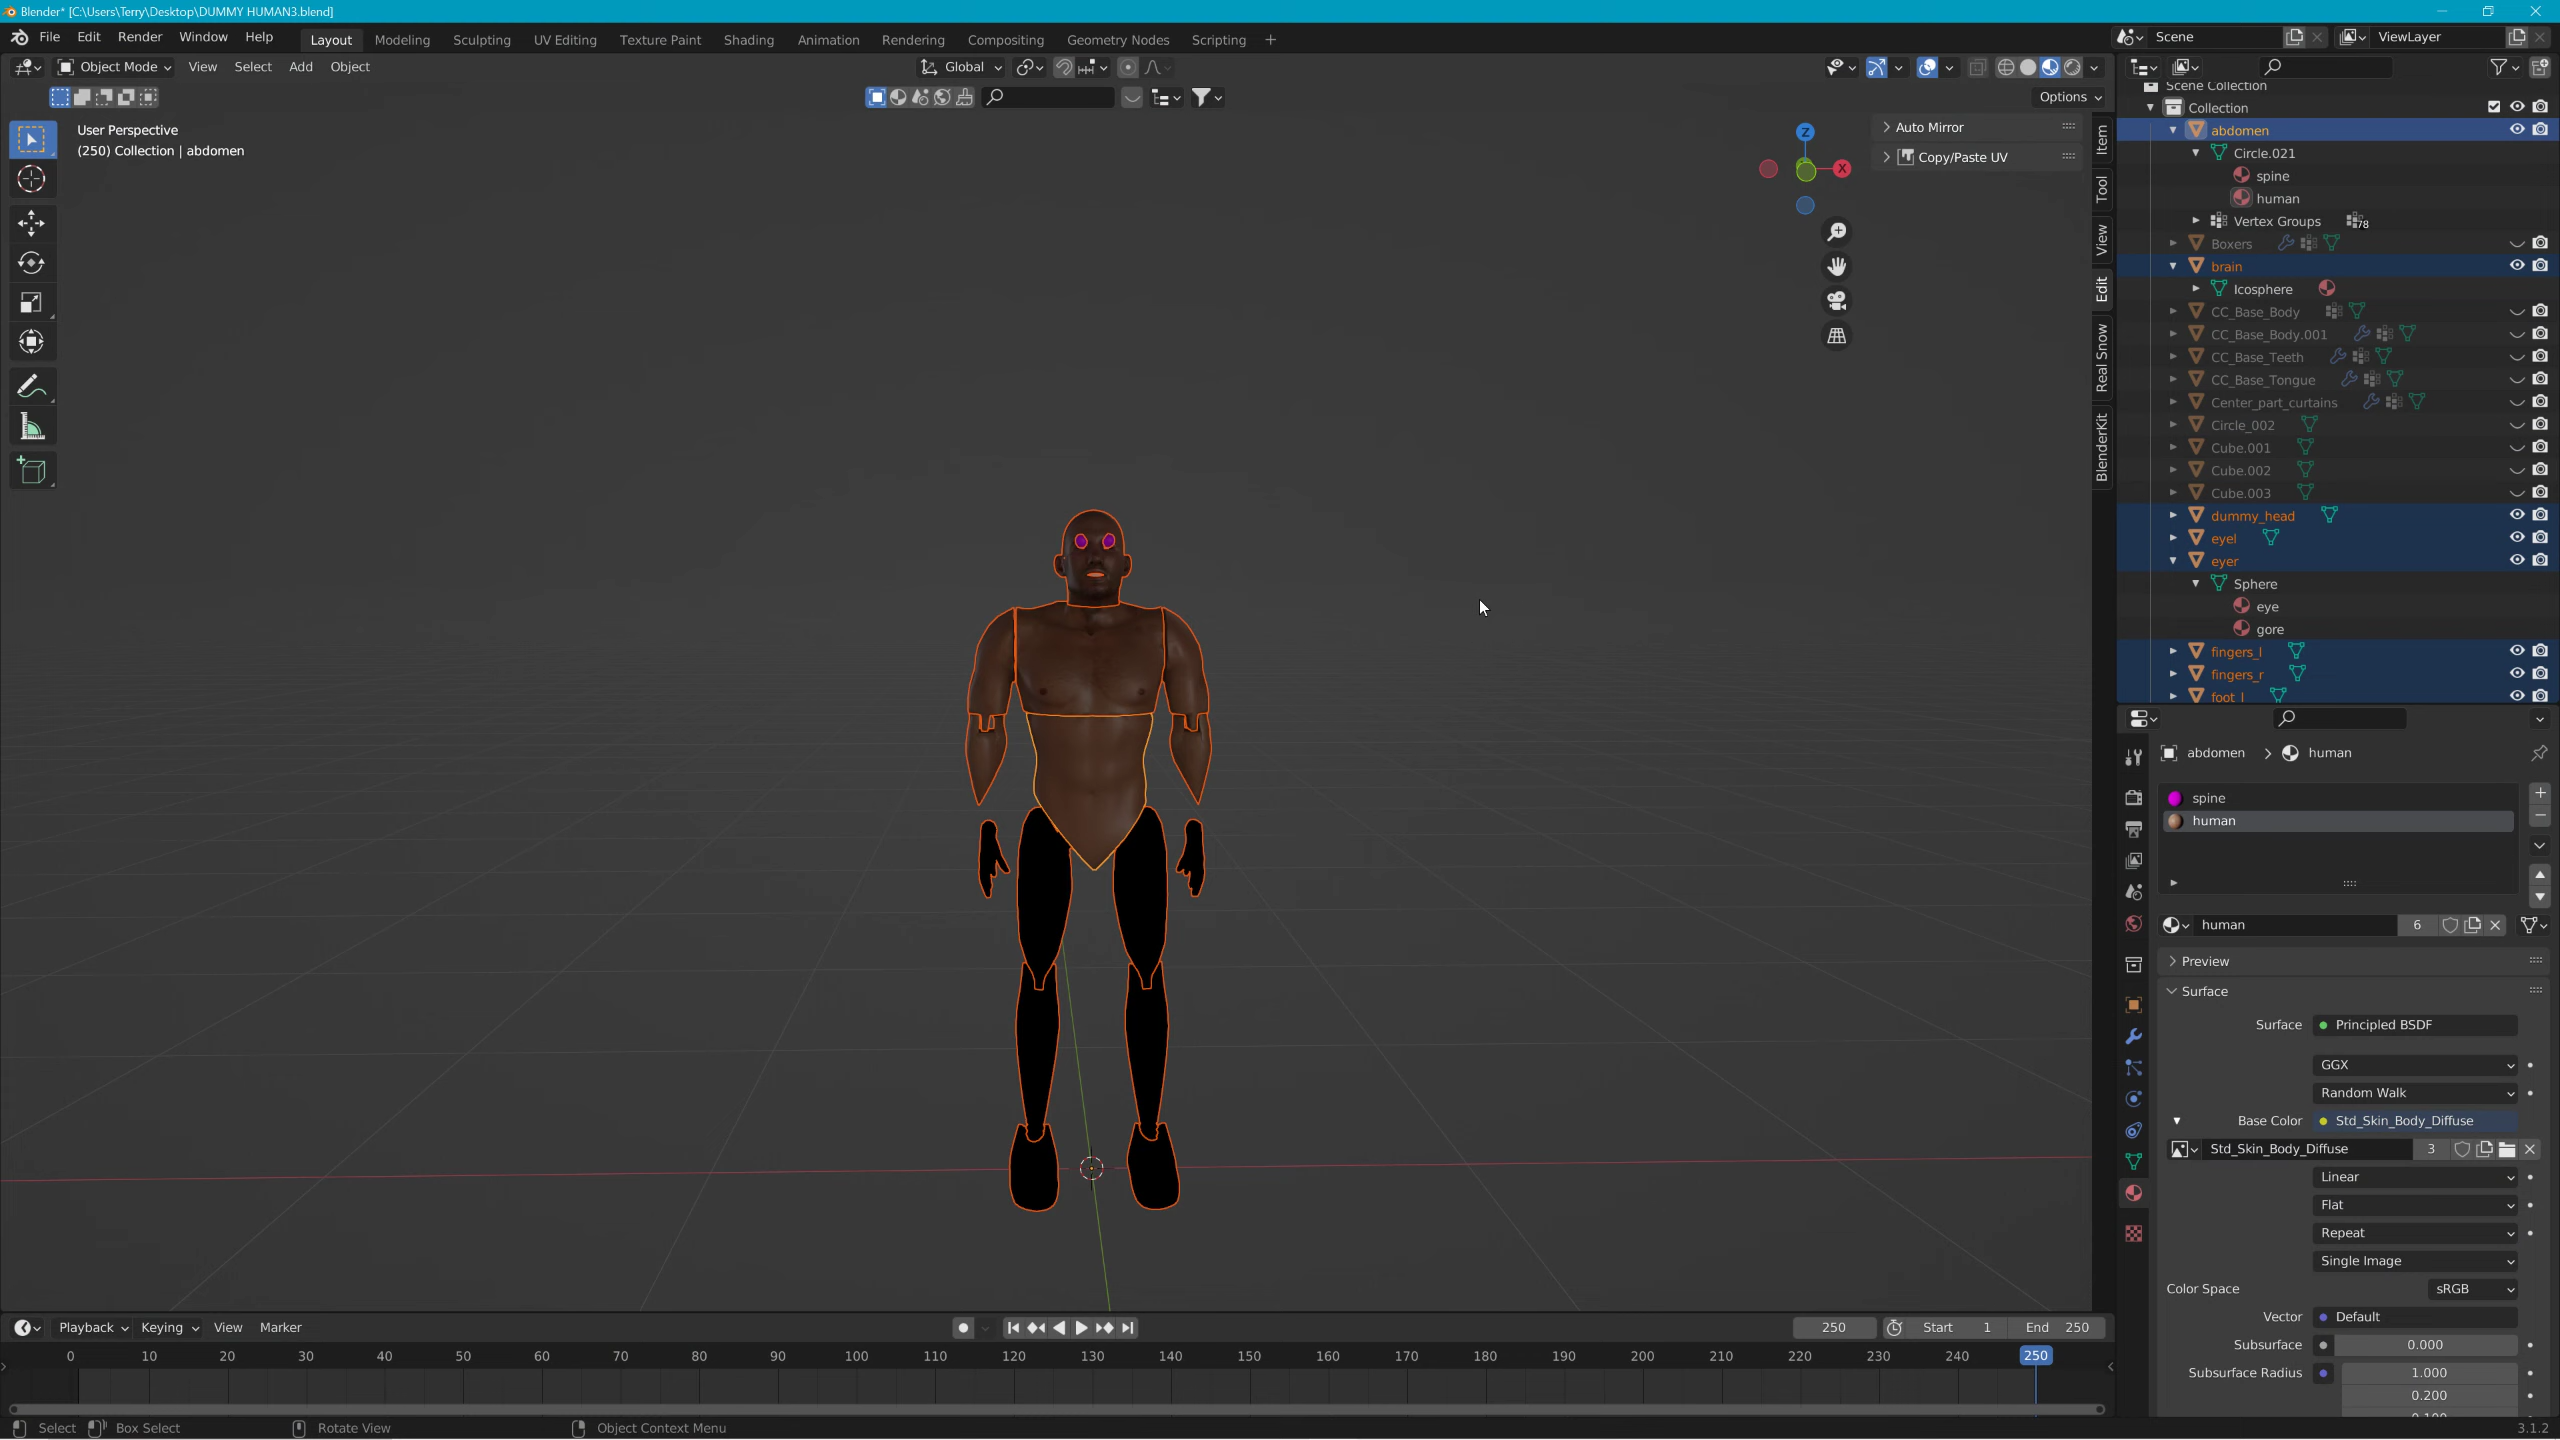 Blender* [C:\Users\Terry\Desktop\DUMMY HUMAN3.blend]
File Edit Render Window Help Layout Modeling Sculpting UV Editing Texture Paint Shading Animation Rendering Compositing Geometry Nodes Scripting + Scene ViewLayer
Object Mode View Select Add Object Global
Options
User Perspective
(250) Collection | abdomen
Z
X
Auto Mirror
Copy/Paste UV
Item
Tool
View
Edit
Real Snow
BlenderKit
Scene Collection
Collection
abdomen
Circle.021
spine
human
Vertex Groups 78
Boxers
brain
Icosphere
CC_Base_Body
CC_Base_Body.001
CC_Base_Teeth
CC_Base_Tongue
Center_part_curtains
Circle_002
Cube.001
Cube.002
Cube.003
dummy_head
eyel
eyer
Sphere
eye
gore
fingers_l
fingers_r
foot_l
abdomen > human
spine
human
human 6
Preview
Surface
Surface Principled BSDF
GGX
Random Walk
Base Color Std_Skin_Body_Diffuse
Std_Skin_Body_Diffuse 3
Linear
Flat
Repeat
Single Image
Color Space sRGB
Vector Default
Subsurface 0.000
Subsurface Radius 1.000
0.200
Playback Keying View Marker 250 Start 1 End 250
0 10 20 30 40 50 60 70 80 90 100 110 120 130 140 150 160 170 180 190 200 210 220 230 240 250
Select Box Select Rotate View Object Context Menu 3.1.2